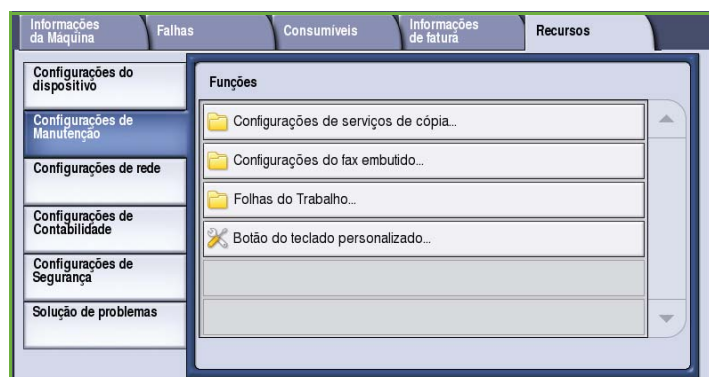 Informações
da Máquina
Falhas
Consumíveis
Informações
de fatura
Recursos
Configurações do
dispositivo
Configurações de
Manutenção
Configurações de rede
Configurações de
Contabilidade
Configurações de
Segurança
Solução de problemas
Funções
Configurações de serviços de cópia...
Configurações do fax embutido...
Folhas do Trabalho...
Botão do teclado personalizado...